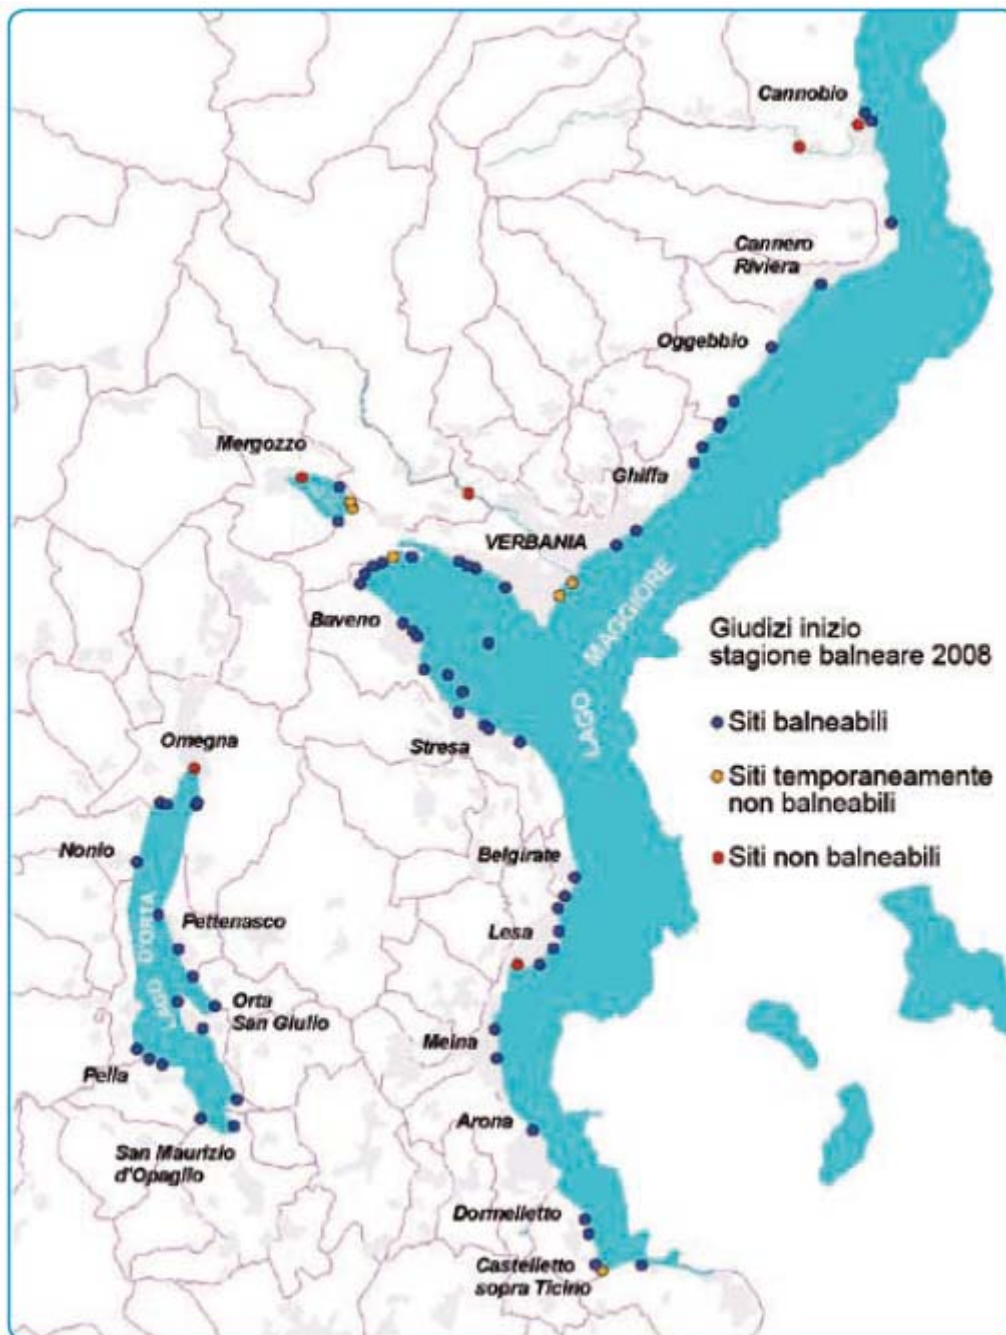 Cannobio
Cannero
Riviera
Oggebbio
Mergozzo
Ghiffa
VERBANIA
LAGO MAGGIORE
Baveno
Giudizi inizio
stagione balneare 2008
Siti balneabili
Siti temporaneamente
non balneabili
Siti non balneabili
Stresa
Omegna
Nonio
Belgirate
Pettenasco
LAGO D'ORTA
Lesa
Orta
San Giulio
Meina
Pella
Arona
San Maurizio
d'Opaglio
Dormelletto
Castelletto
sopra Ticino